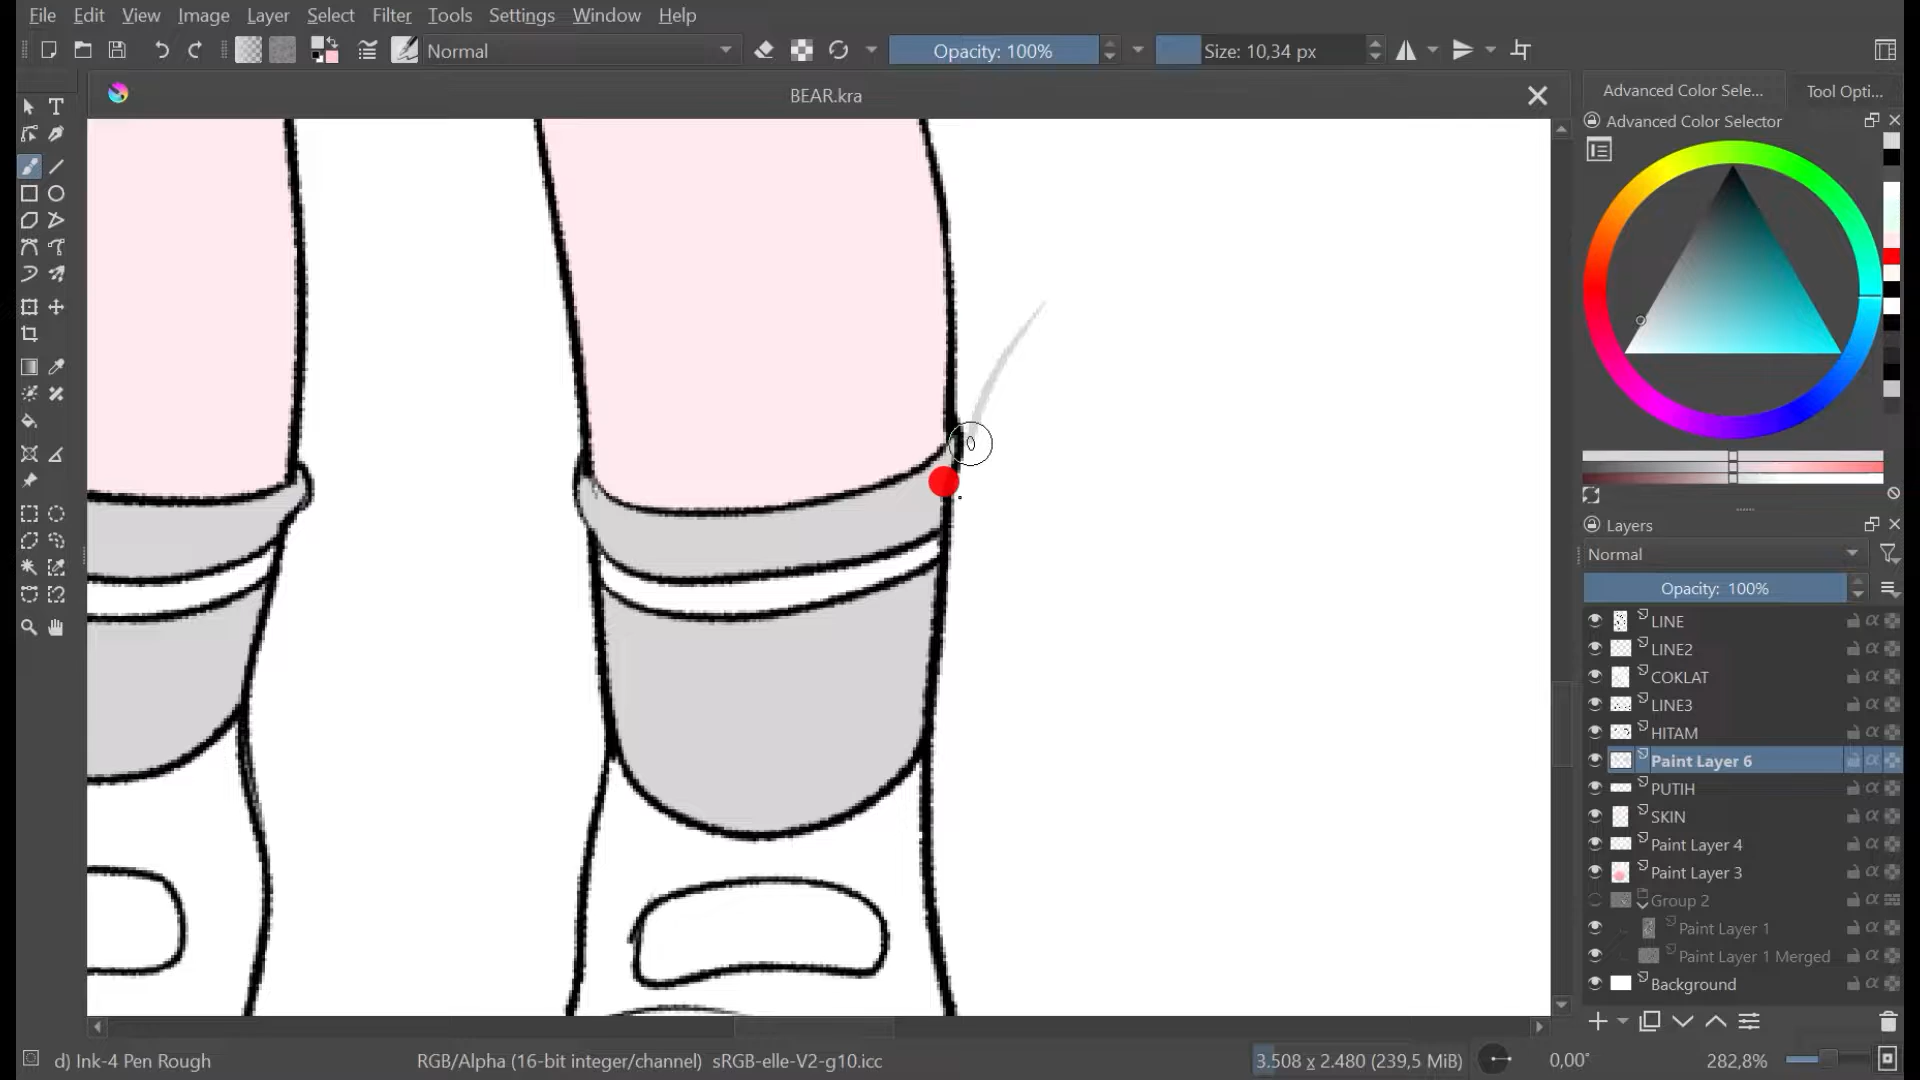 File Edit View Image Layer Select Filter Tools Settings Window Help
Normal Opacity: 100% Size: 10,34 px
BEAR.kra
Advanced Color Sele... Tool Opti...
Advanced Color Selector
Layers
Normal
Opacity: 100%
LINE
LINE2
COKLAT
LINE3
HITAM
Paint Layer 6
PUTIH
SKIN
Paint Layer 4
Paint Layer 3
Group 2
Paint Layer 1
Paint Layer 1 Merged
Background
d) Ink-4 Pen Rough RGB/Alpha (16-bit integer/channel) sRGB-elle-V2-g10.icc 3.508 x 2.480 (239,5 MiB) 0,00° 282,8%